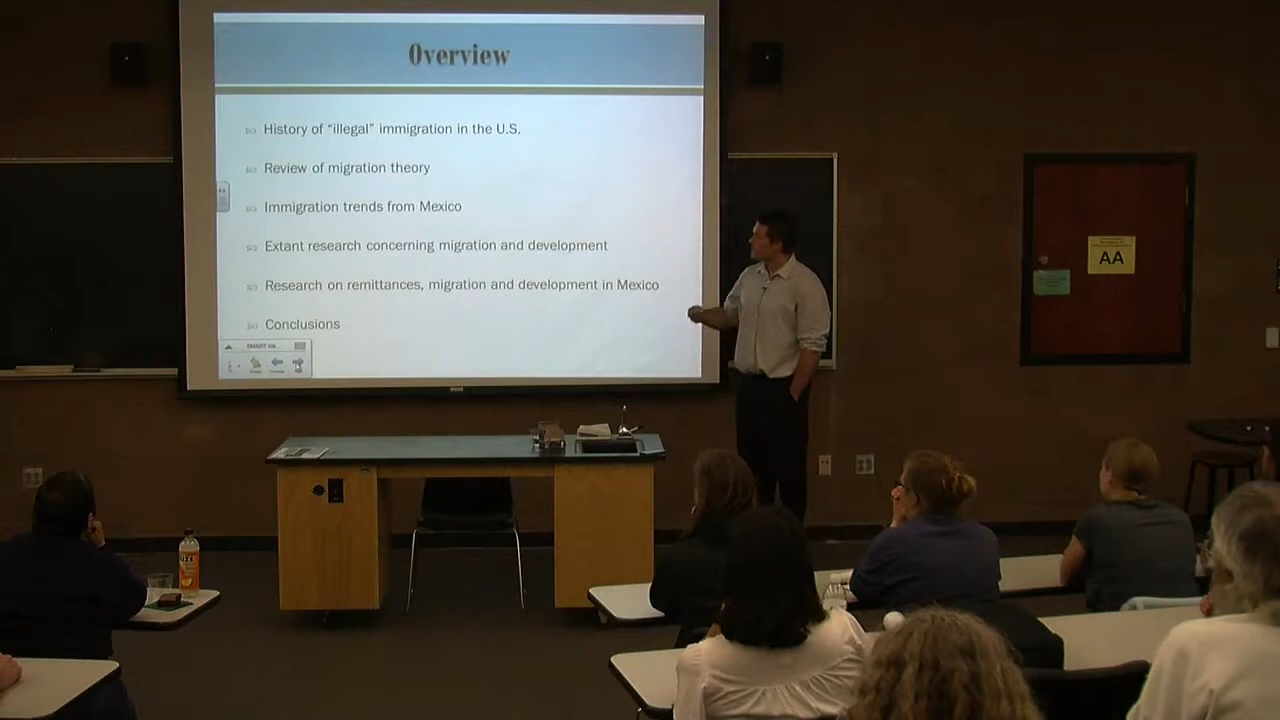 Overview
History of "illegal" immigration in the U.S.
Review of migration theory
Immigration trends from Mexico
Extant research concerning migration and development
Research on remittances, migration and development in Mexico
Conclusions
AA